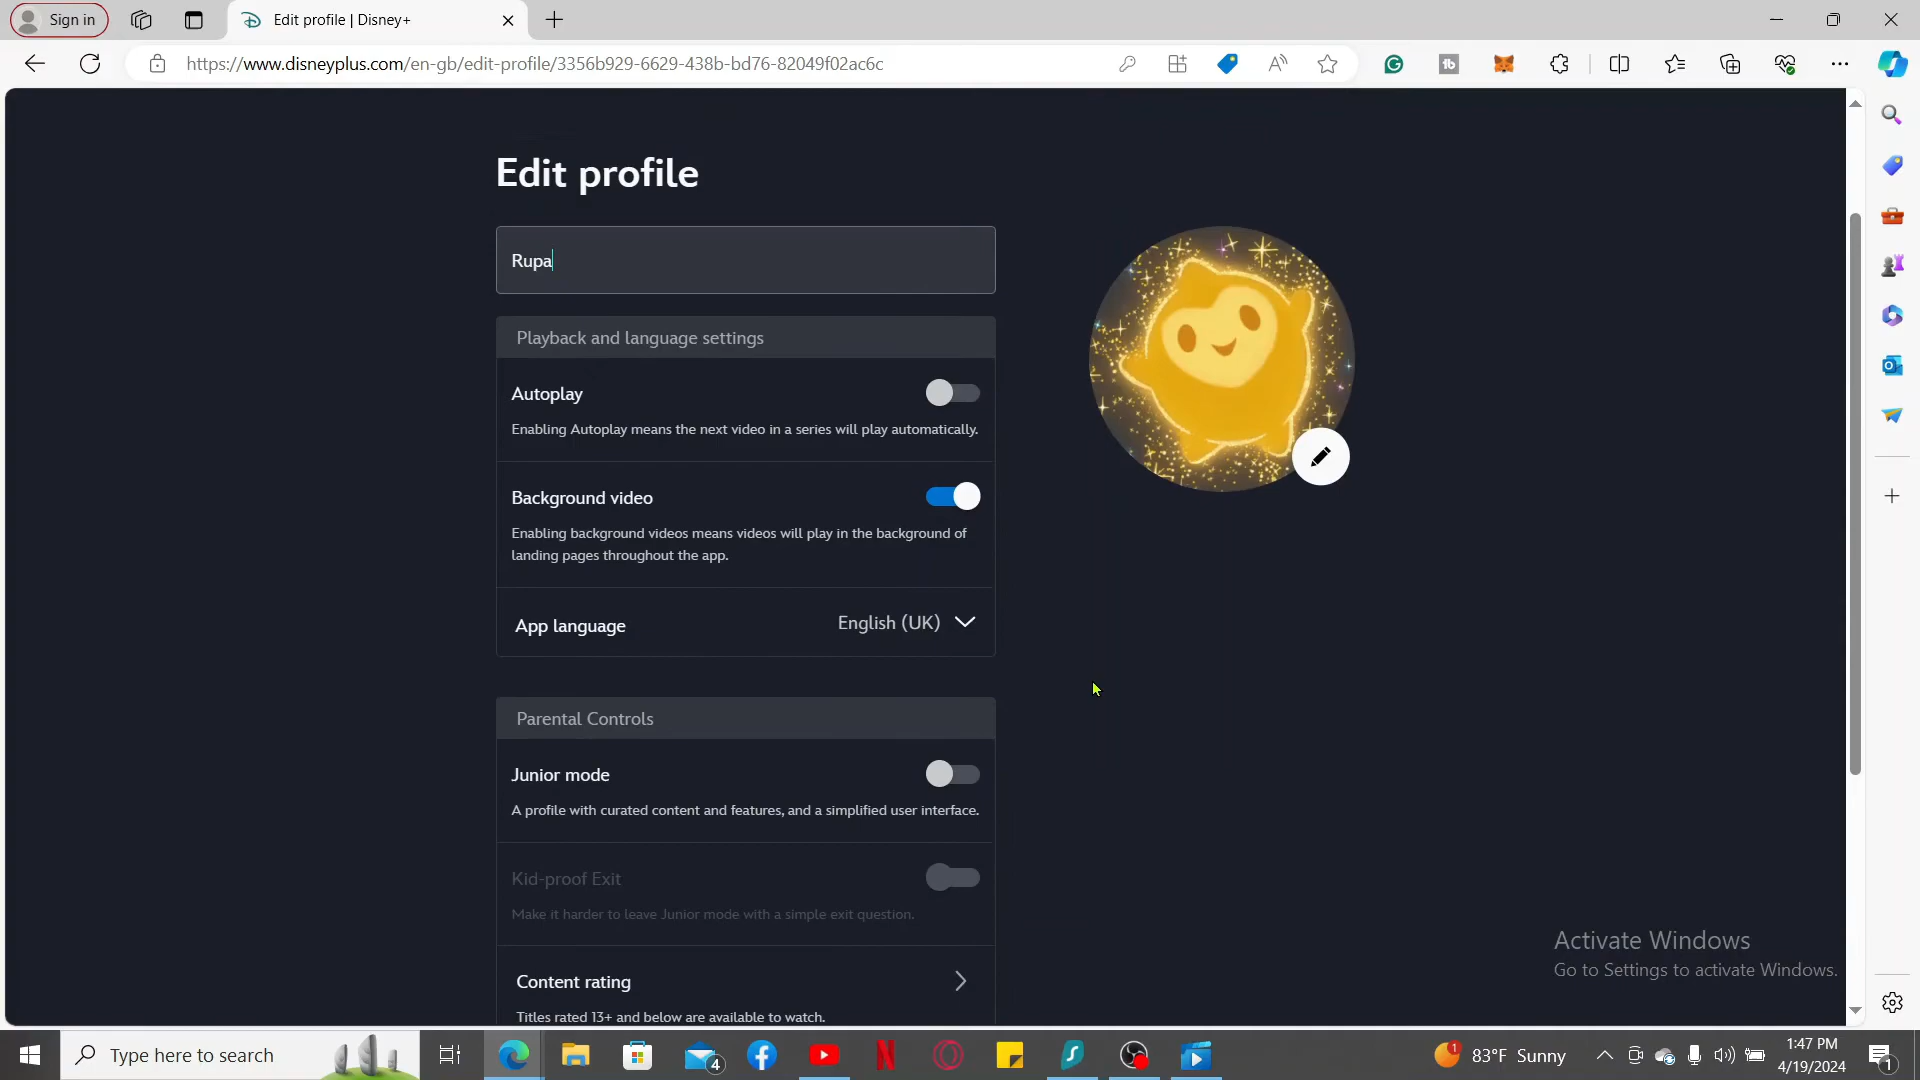 Sign in
Edit profile | Disney+
https://www.disneyplus.com/en-gb/edit-profile/3356b929-6629-438b-bd76-82049f02ac6c
Edit profile
Rupa
Playback and language settings
Autoplay
Enabling Autoplay means the next video in a series will play automatically.
Background video
Enabling background videos means videos will play in the background of
landing pages throughout the app.
App language English (UK)
Parental Controls
Junior mode
A profile with curated content and features, and a simplified user interface.
Kid-proof Exit
Make it harder to leave Junior mode with a simple exit question.
Content rating
Titles rated 13+ and below are available to watch.
Activate Windows
Go to Settings to activate Windows.
Type here to search
4
1
83°F Sunny
1:47 PM
4/19/2024
1